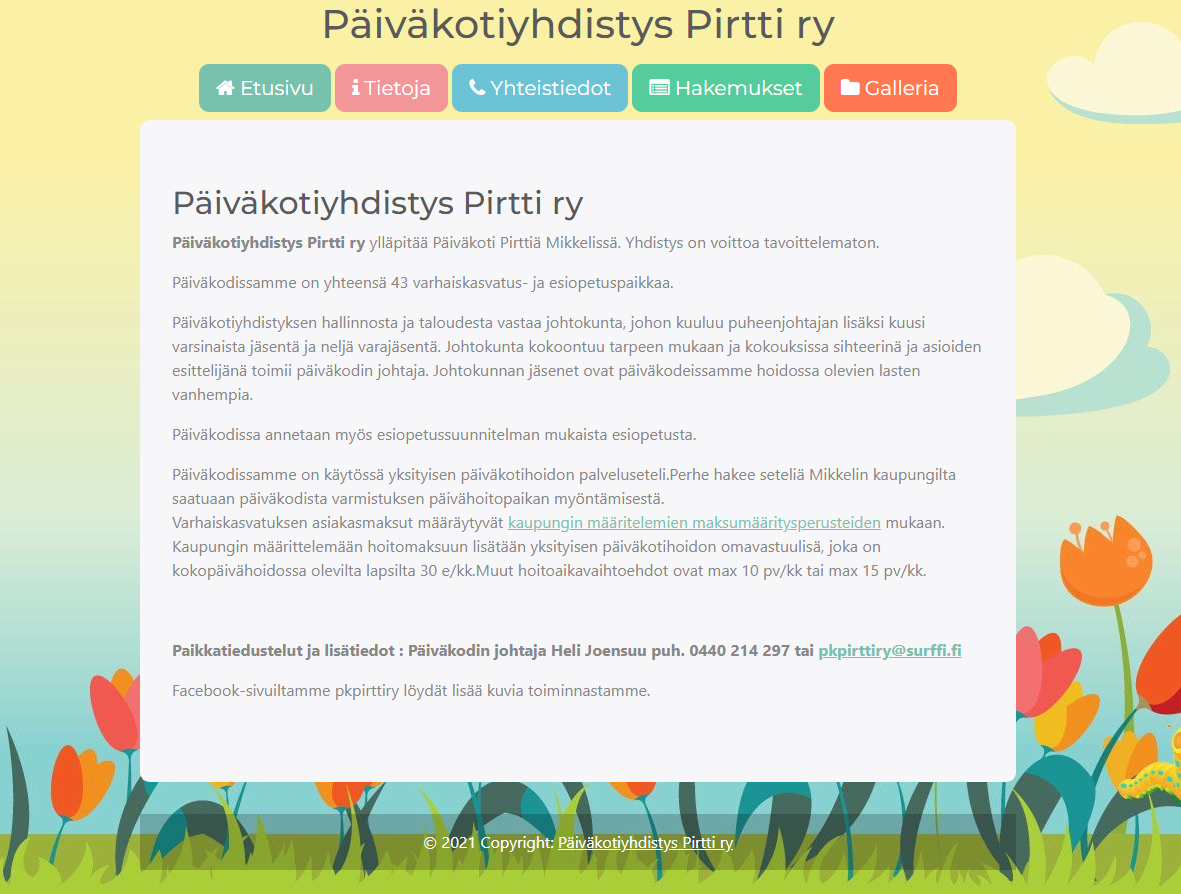 Päiväkotiyhdistys Pirtti ry
Etusivu
Tietoja
Yhteistiedot
Hakemukset
Galleria
Päiväkotiyhdistys Pirtti ry
Päiväkotiyhdistys Pirtti ry ylläpitää Päiväkoti Pirttiä Mikkelissä. Yhdistys on voittoa tavoittelematon.
Päiväkodissamme on yhteensä 43 varhaiskasvatus- ja esiopetuspaikkaa.
Päiväkotiyhdistyksen hallinnosta ja taloudesta vastaa johtokunta, johon kuuluu puheenjohtajan lisäksi kuusi
varsinaista jäsentä ja neljä varajäsentä. Johtokunta kokoontuu tarpeen mukaan ja kokouksissa sihteerinä ja asioiden
esittelijänä toimii päiväkodin johtaja. Johtokunnan jäsenet ovat päiväkodeissamme hoidossa olevien lasten
vanhempia.
Päiväkodissa annetaan myös esiopetussuunnitelman mukaista esiopetusta.
Päiväkodissamme on käytössä yksityisen päiväkotihoidon palveluseteli.Perhe hakee seteliä Mikkelin kaupungilta
saatuaan päiväkodista varmistuksen päivähoitopaikan myöntämisestä.
Varhaiskasvatuksen asiakasmaksut määräytyvät kaupungin määritelemien maksumääritysperusteiden mukaan.
Kaupungin määrittelemään hoitomaksuun lisätään yksityisen päiväkotihoidon omavastuulisä, joka on
kokopäivähoidossa olevilta lapsilta 30 e/kk.Muut hoitoaikavaihtoehdot ovat max 10 pv/kk tai max 15 pv/kk.
Paikkatiedustelut ja lisätiedot : Päiväkodin johtaja Heli Joensuu puh. 0440 214 297 tai pkpirttiry@surffi.fi
Facebook-sivuiltamme pkpirttiry löydät lisää kuvia toiminnastamme.
© 2021 Copyright: Päiväkotiyhdistys Pirtti ry